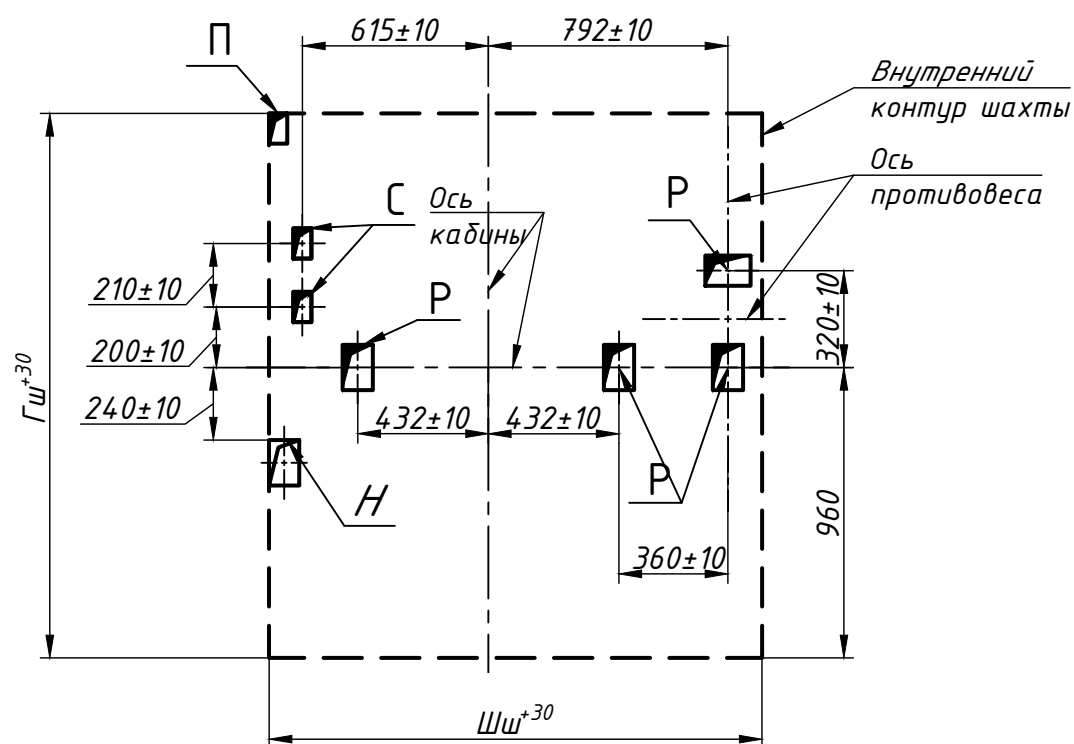 615±10
792±10
П
Внутренний
контур шахты
Ось
противовеса
С
Ось
кабины
Р
210±10
Р
200±10
320±10
Гш+30
240±10
432±10
432±10
Н
Р
960
360±10
Шш+30